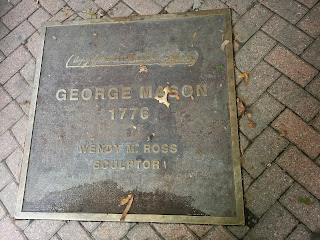 GEORGE MASON
1776
WENDY M. ROSS
SCULPTOR